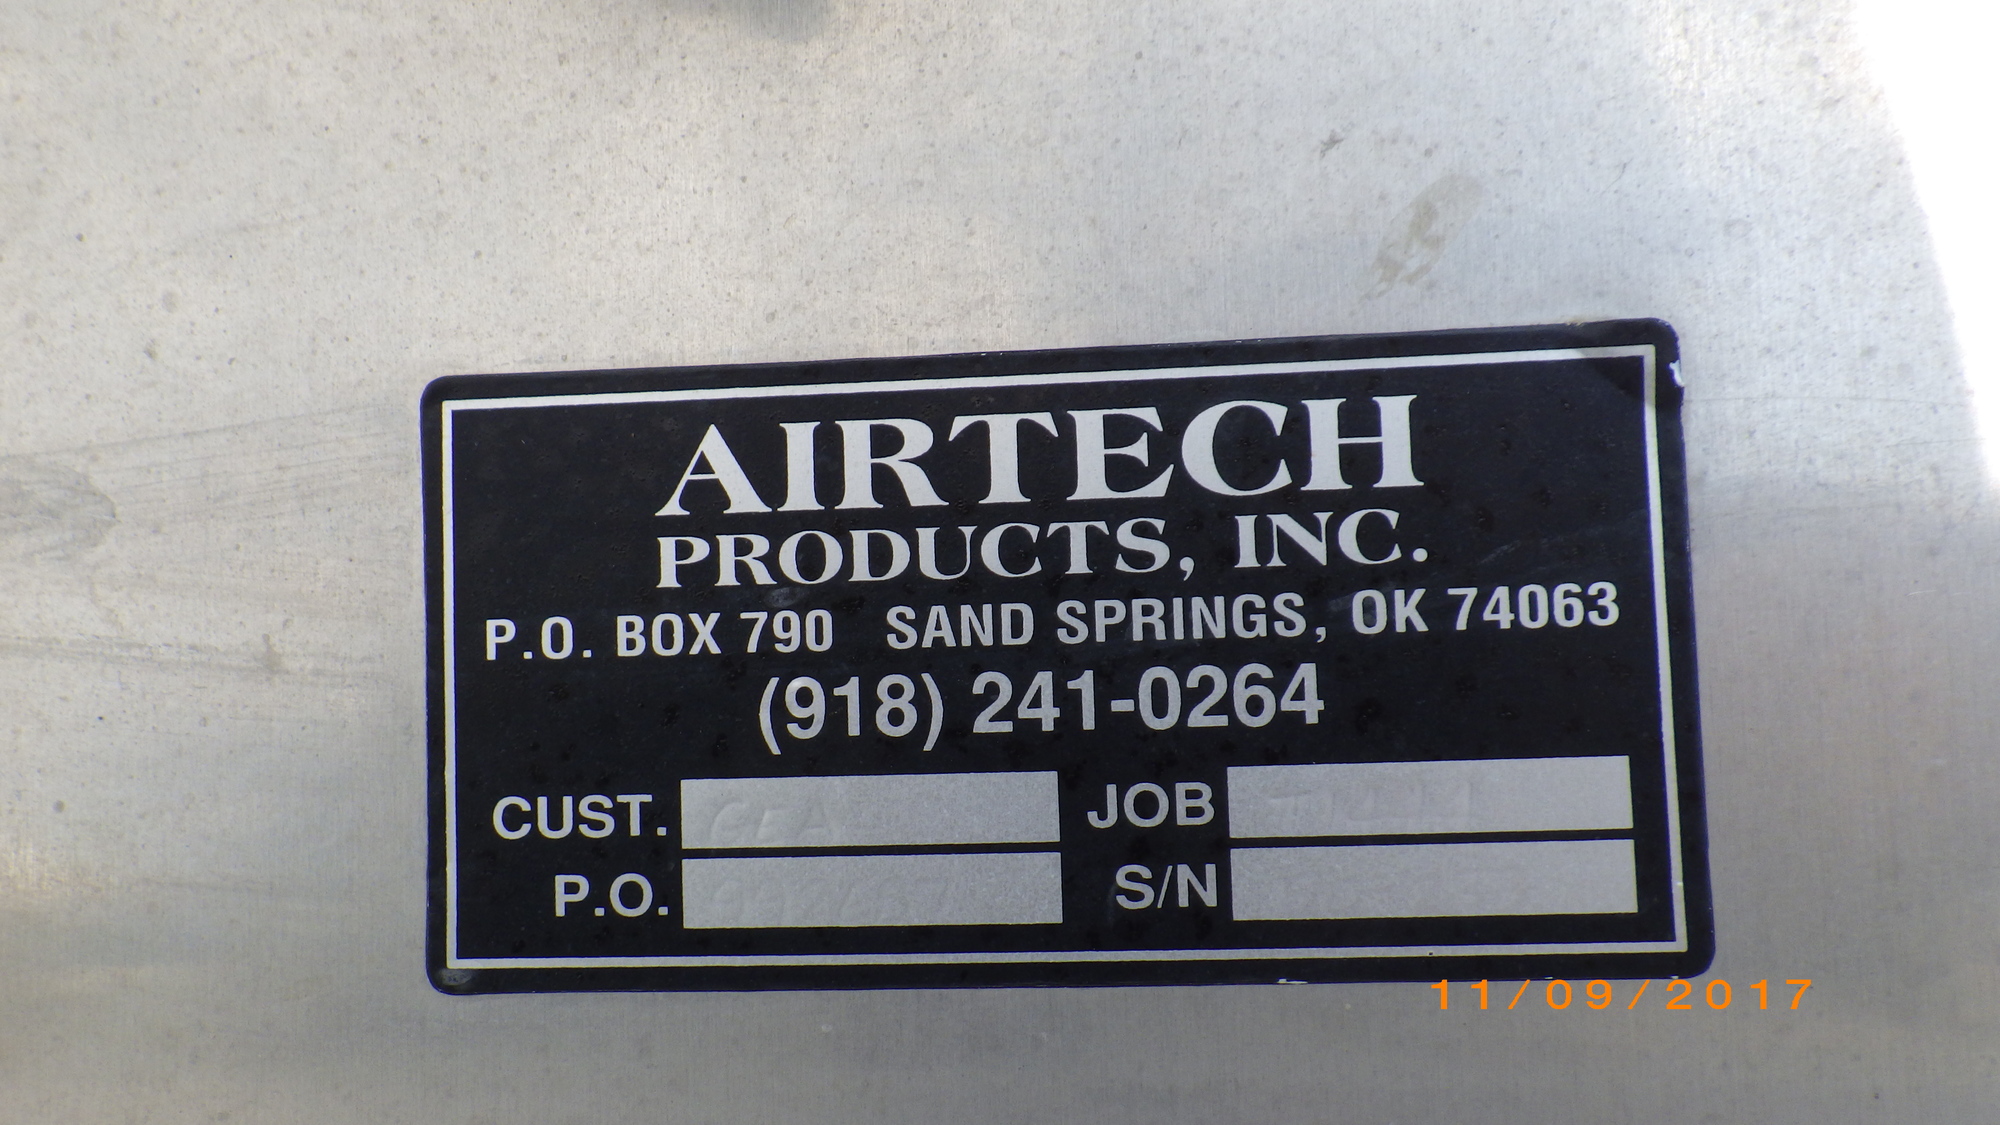 AIRTECH
PRODUCTS, INC.
P.O. BOX 790 SAND SPRINGS, OK 74063
(918) 241-0264
CUST. JOB
P.O. S/N
11/09/2017